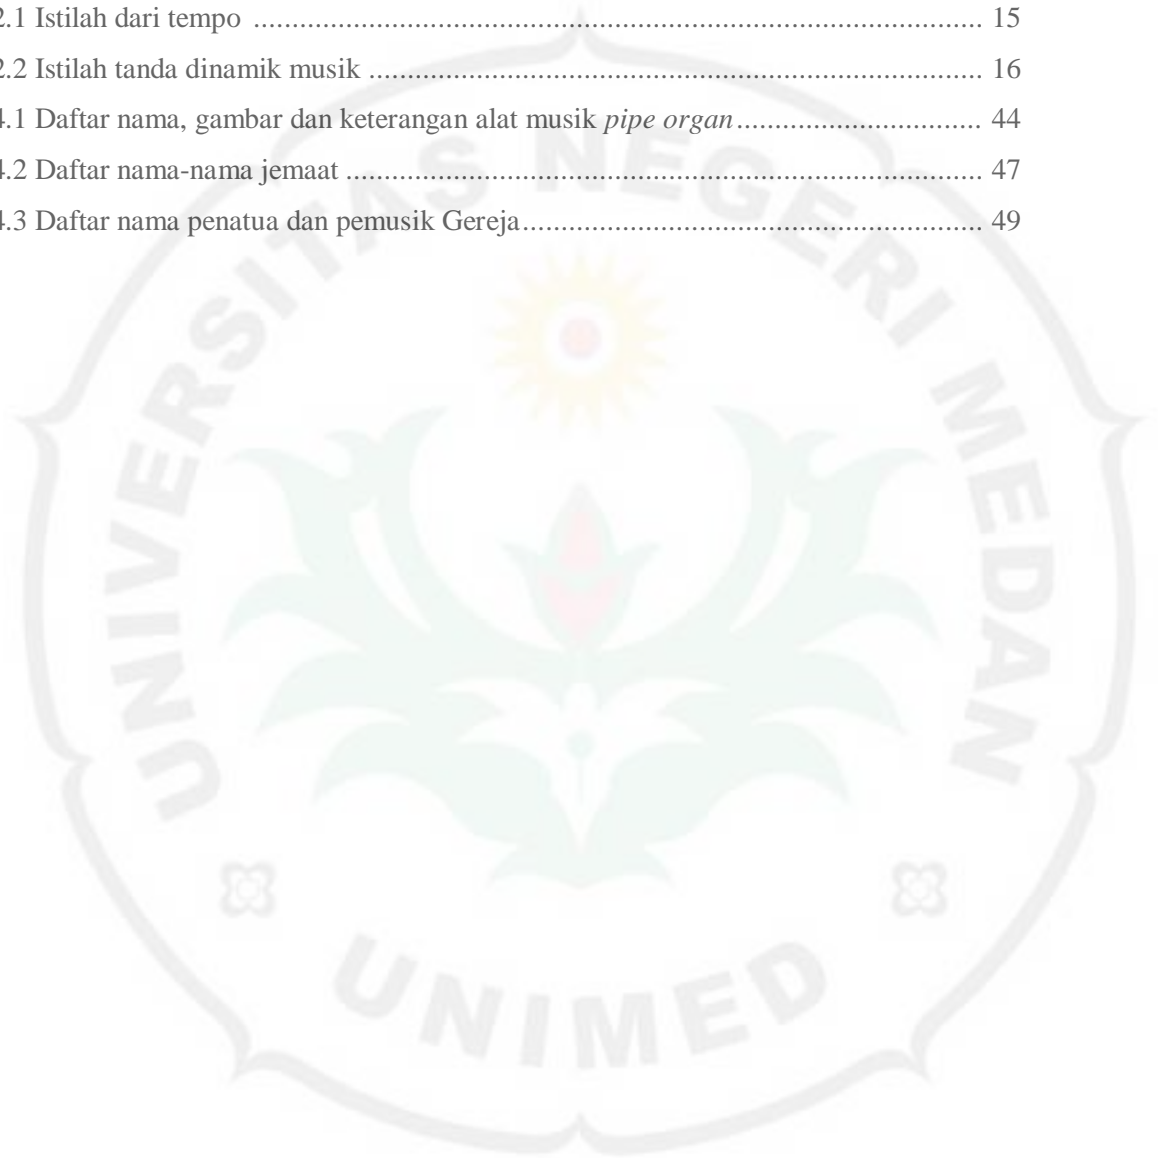 2.1 Istilah dari tempo ........................................................................................ 15
2.2 Istilah tanda dinamik musik ........................................................................ 16
4.1 Daftar nama, gambar dan keterangan alat musik pipe organ .............................. 44
4.2 Daftar nama-nama jemaat ........................................................................... 47
4.3 Daftar nama penatua dan pemusik Gereja ....................................................... 49
UNIVERSITAS NEGERI MEDAN
UNIMED